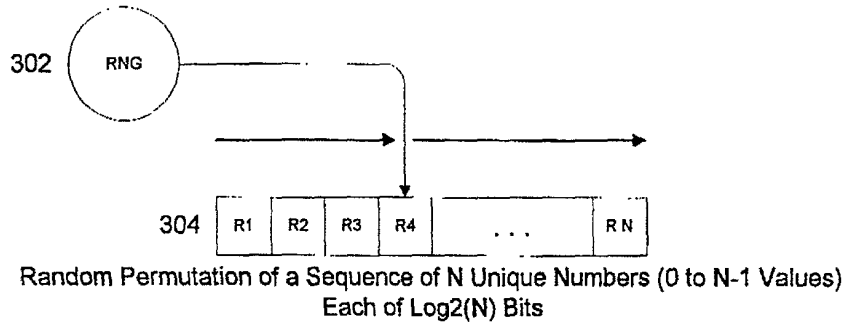 302
RNG
304
R1 R2 R3 R4 ... R N
Random Permutation of a Sequence of N Unique Numbers (0 to N-1 Values)
Each of Log2(N) Bits